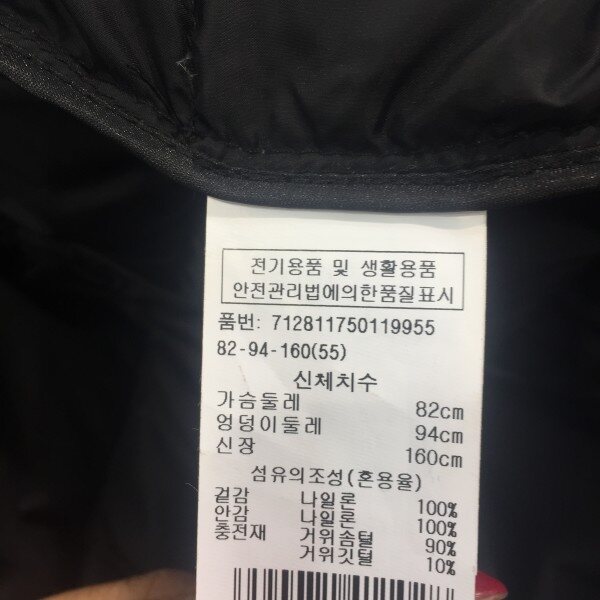 전기용품 및 생활용품
안전관리법에의한품질표시
품번: 712811750119955
82-94-160(55)
신체치수
가슴둘레 82cm
엉덩이둘레 94cm
신장 160cm
섬유의조성(혼용율)
겉감 나일론 100%
안감 나일론 100%
충전재 거위솜털 90%
거위깃털 10%